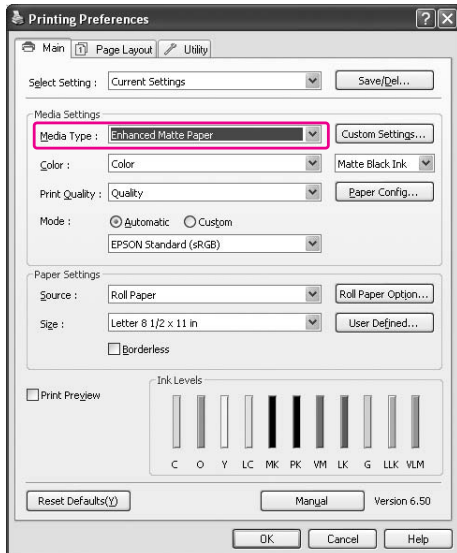 Printing Preferences
Main Page Layout Utility
Select Setting : Current Settings Save/Del...
Media Settings
Media Type : Enhanced Matte Paper Custom Settings...
Color : Color Matte Black Ink
Print Quality : Quality Paper Config...
Mode : Automatic Custom
EPSON Standard (sRGB)
Paper Settings
Source : Roll Paper Roll Paper Option...
Size : Letter 8 1/2 x 11 in User Defined...
Borderless
Print Preview Ink Levels
C O Y LC MK PK VM LK G LLK VLM
Reset Defaults(Y) Manual Version 6.50
OK Cancel Help